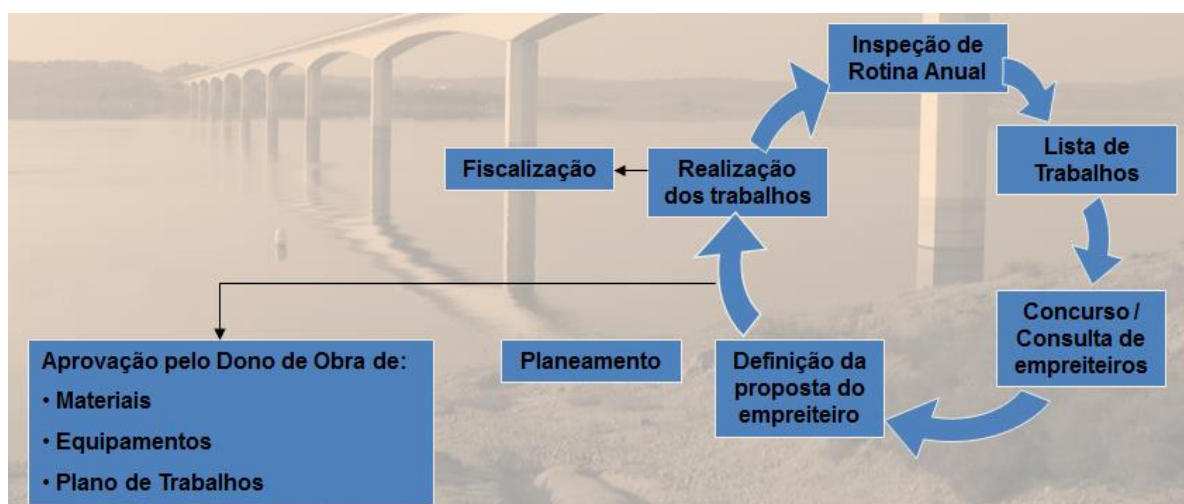 Inspeção de
Rotina Anual
Lista de
Trabalhos
Fiscalização
Realização
dos trabalhos
Concurso /
Consulta de
empreiteiros
Definição da
proposta do
empreiteiro
Planeamento
Aprovação pelo Dono de Obra de:
• Materiais
• Equipamentos
• Plano de Trabalhos